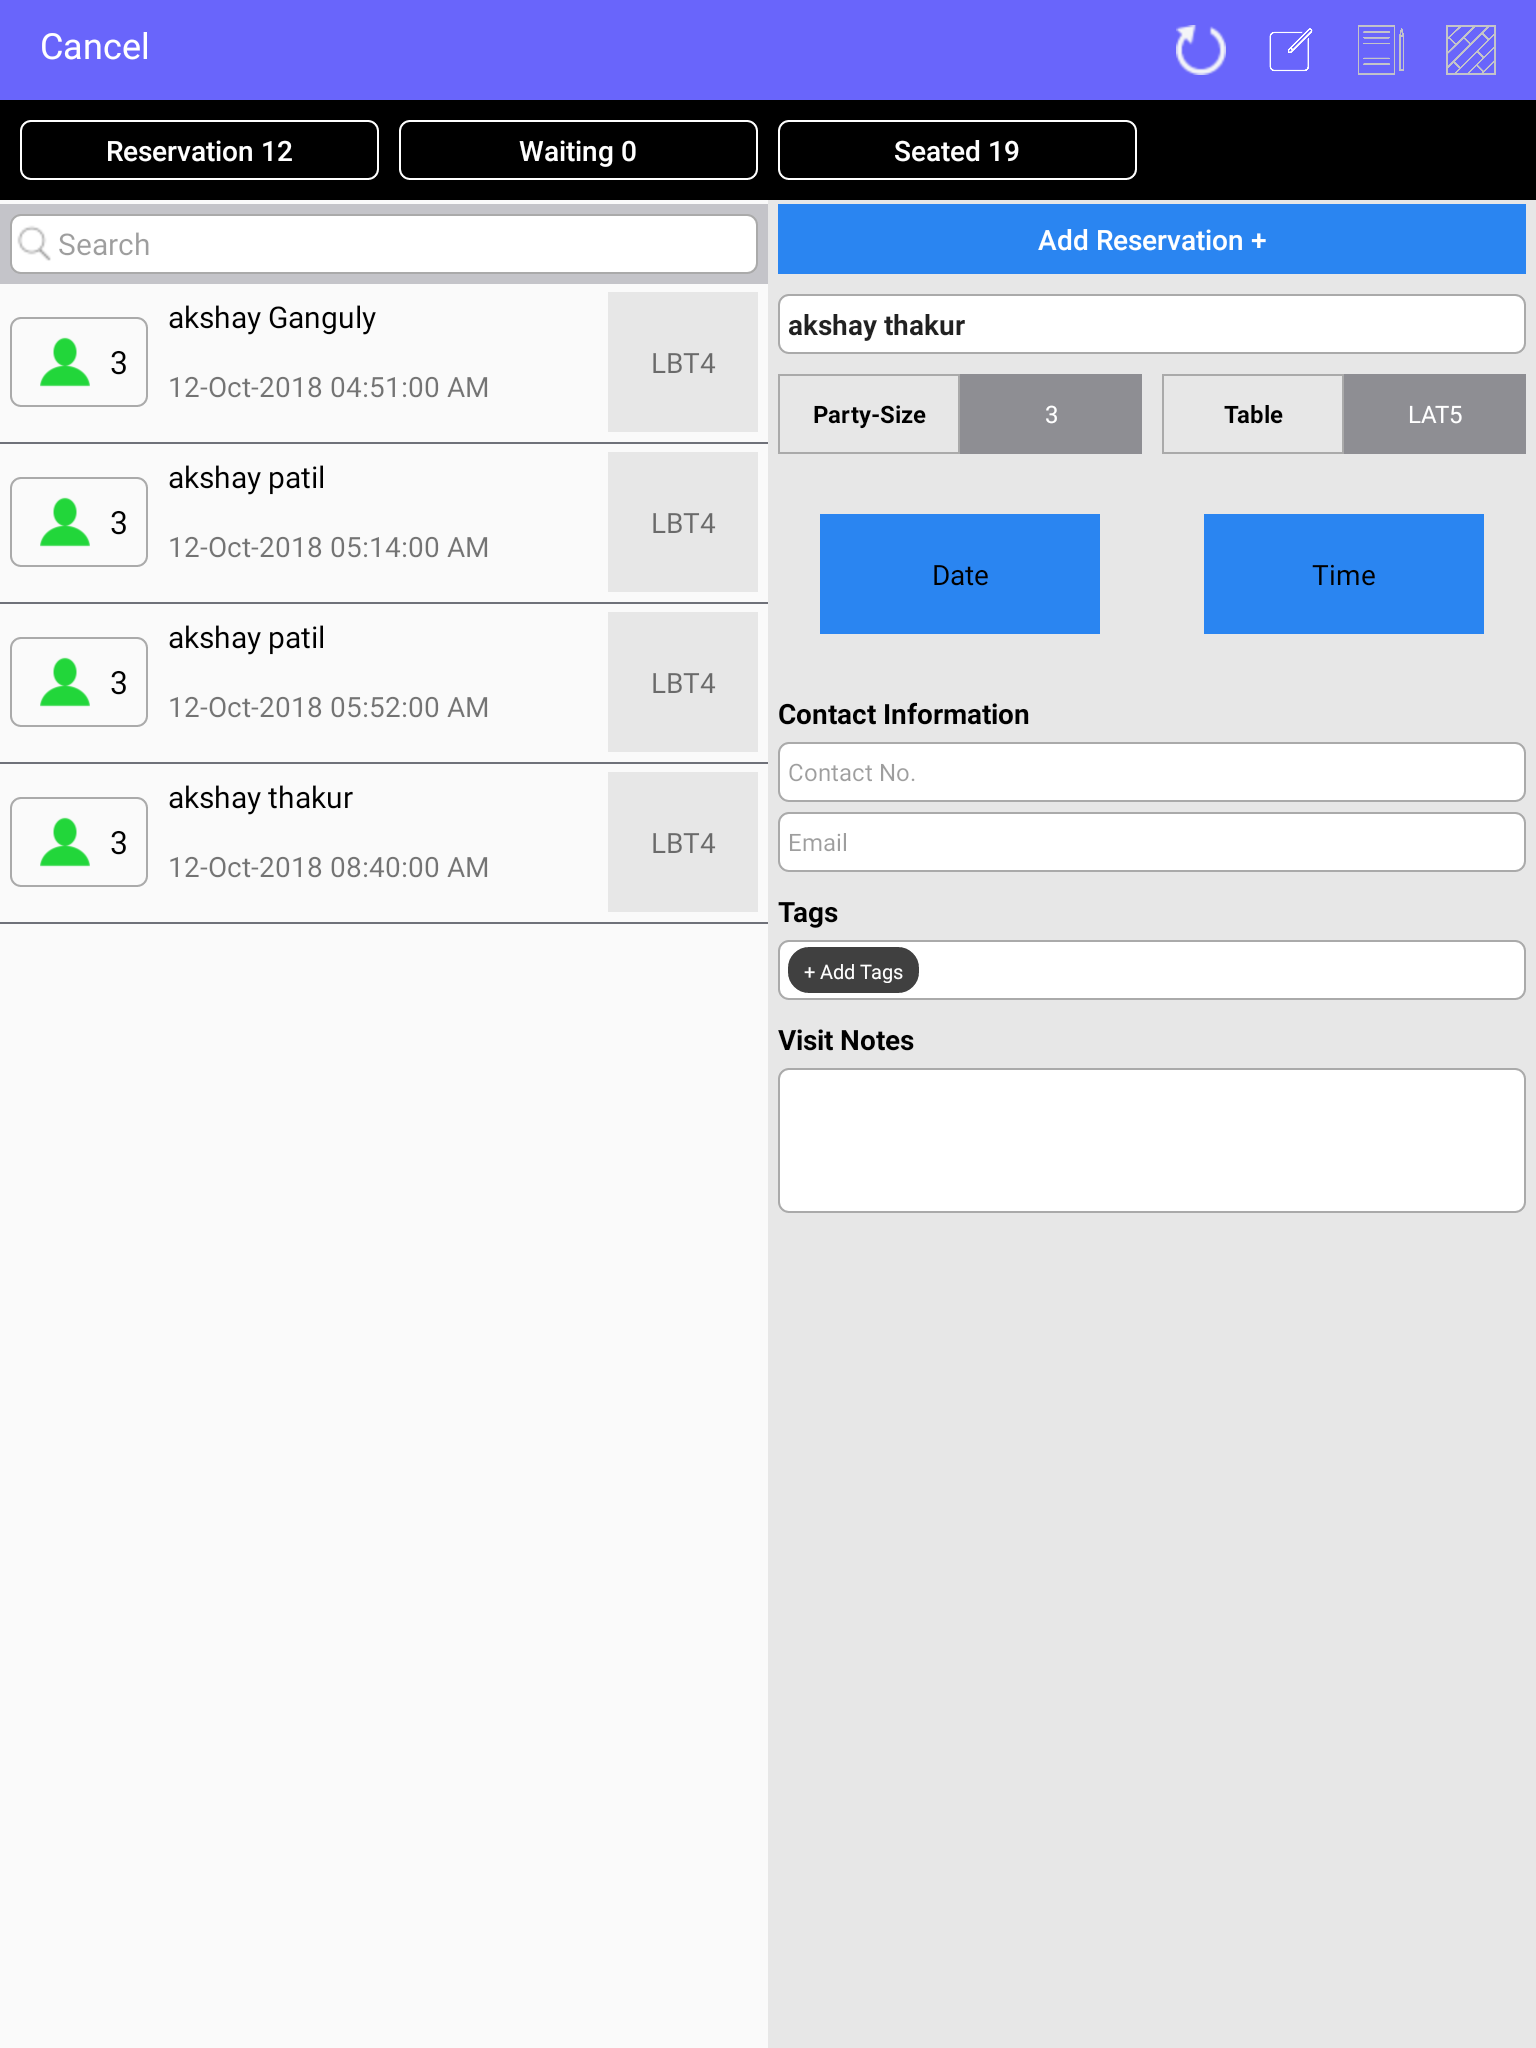 Cancel
Reservation 12
Waiting 0
Seated 19
Search
akshay Ganguly
3
12-Oct-2018 04:51:00 AM
LBT4
akshay patil
3
12-Oct-2018 05:14:00 AM
LBT4
akshay patil
3
12-Oct-2018 05:52:00 AM
LBT4
akshay thakur
3
12-Oct-2018 08:40:00 AM
LBT4
Add Reservation +
akshay thakur
Party-Size 3
Table LAT5
Date
Time
Contact Information
Contact No.
Email
Tags
+ Add Tags
Visit Notes